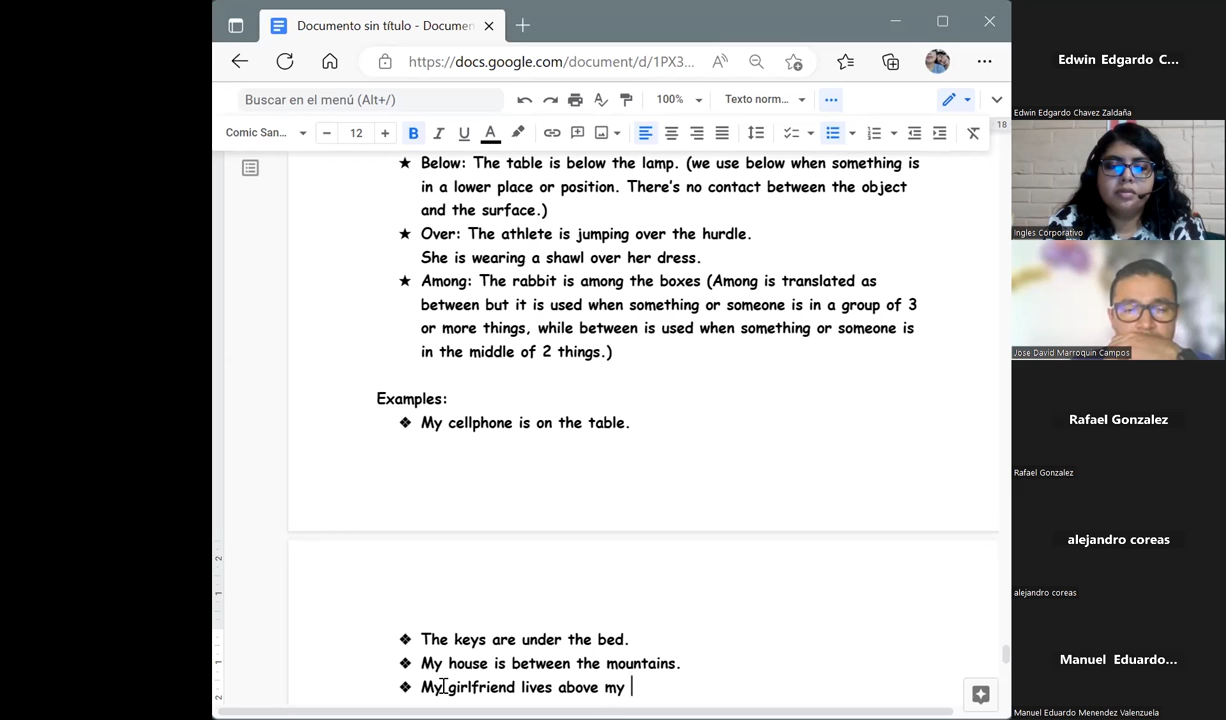 Documento sin título - Documen
https://docs.google.com/document/d/1PX3...
Buscar en el menú (Alt+/)
100%
Texto norm...
Comic San...
12
18
★ Below: The table is below the lamp. (we use below when something is
in a lower place or position. There's no contact between the object
and the surface.)
★ Over: The athlete is jumping over the hurdle.
She is wearing a shawl over her dress.
★ Among: The rabbit is among the boxes (Among is translated as
between but it is used when something or someone is in a group of 3
or more things, while between is used when something or someone is
in the middle of 2 things.)
Examples:
❖ My cellphone is on the table.
❖ The keys are under the bed.
❖ My house is between the mountains.
❖ My girlfriend lives above my
2
1
1
2
Edwin Edgardo C...
Edwin Edgardo Chavez Zaldaña
Ingles Corporativo
Jose David Marroquin Campos
Rafael Gonzalez
Rafael Gonzalez
alejandro coreas
alejandro coreas
Manuel Eduardo...
Manuel Eduardo Menendez Valenzuela